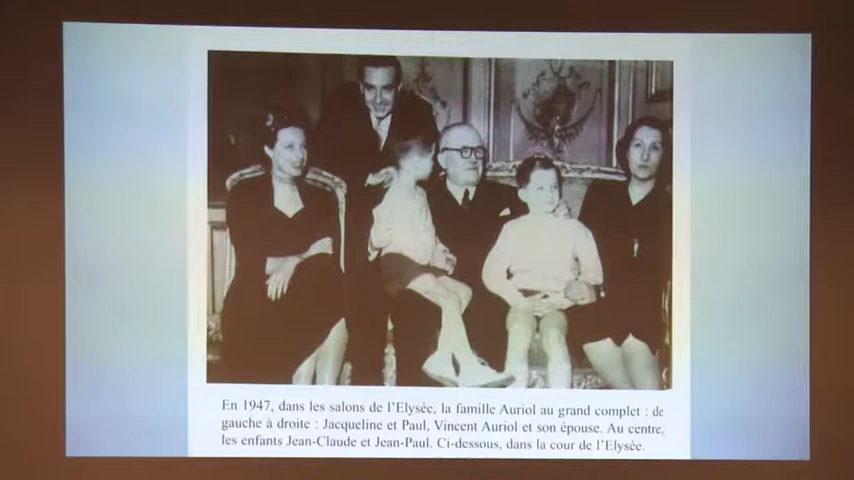 En 1947, dans les salons de l'Elysée, la famille Auriol au grand complet : de
gauche à droite : Jacqueline et Paul, Vincent Auriol et son épouse. Au centre,
les enfants Jean-Claude et Jean-Paul. Ci-dessous, dans la cour de l'Elysée.